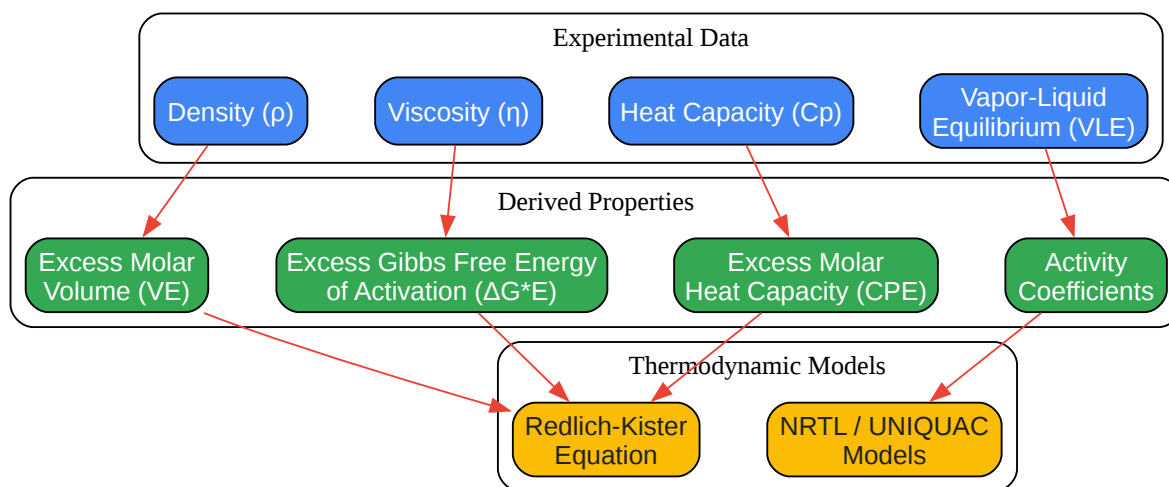 Experimental Data
Density (ρ)
Viscosity (η)
Heat Capacity (Cp)
Vapor-Liquid
Equilibrium (VLE)
Derived Properties
Excess Molar
Volume (VE)
Excess Gibbs Free Energy
of Activation (ΔG*E)
Excess Molar
Heat Capacity (CPE)
Activity
Coefficients
Thermodynamic Models
Redlich-Kister
Equation
NRTL / UNIQUAC
Models